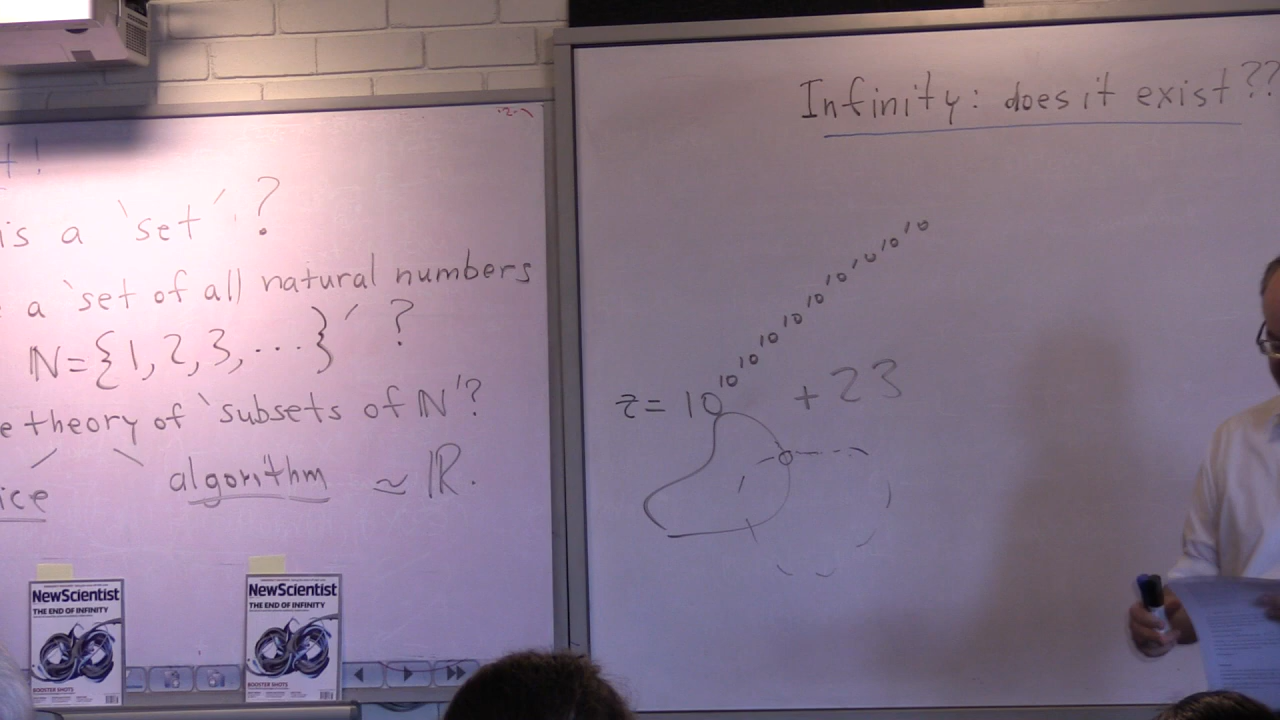 t!
is a 'set'?
a 'set of all natural numbers
ℕ={1,2,3,...}' ?
e theory of 'subsets of ℕ'?
ice algorithm ≃ ℝ.
NewScientist
THE END OF INFINITY
BOOSTER SHOTS
NewScientist
THE END OF INFINITY
BOOSTER SHOTS
Infinity: does it exist??
z = 10^10^10^10^10^10^10^10^10^10 + 23